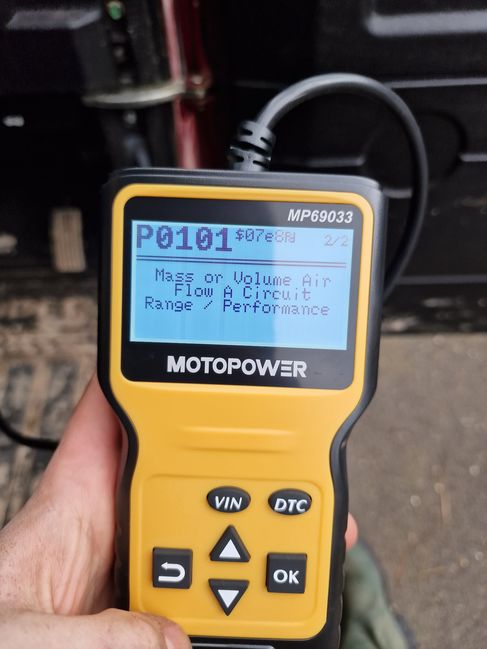 MP69033
P0101 $07e8 2/2
Mass or Volume Air
Flow A Circuit
Range / Performance
MOTOPOWER
VIN DTC
OK